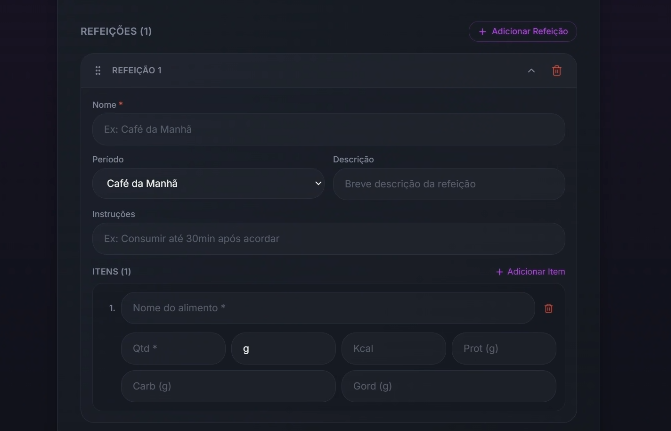 REFEIÇÕES (1)
+ Adicionar Refeição
REFEIÇÃO 1
Nome *
Ex: Café da Manhã
Período
Descrição
Café da Manhã
Breve descrição da refeição
Instruções
Ex: Consumir até 30min após acordar
ITENS (1)
+ Adicionar Item
1.
Nome do alimento *
Qtd *
g
Kcal
Prot (g)
Carb (g)
Gord (g)